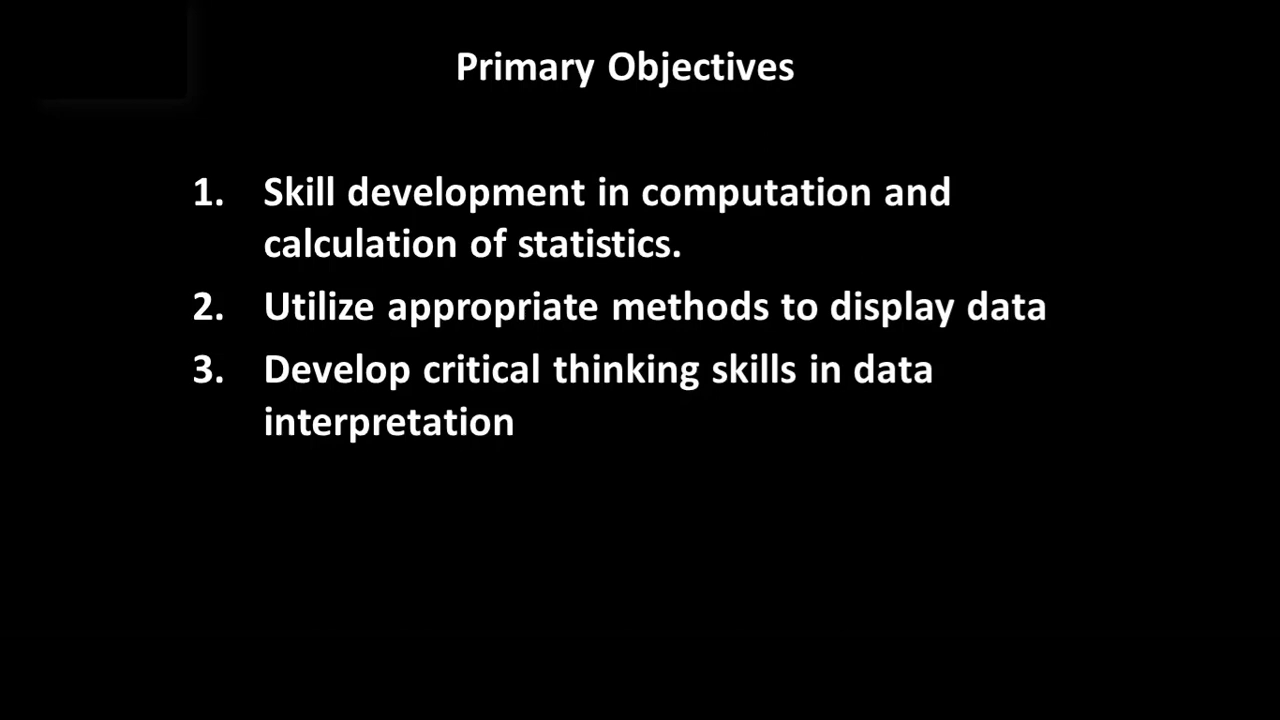 Primary Objectives
1. Skill development in computation and
calculation of statistics.
2. Utilize appropriate methods to display data
3. Develop critical thinking skills in data
interpretation